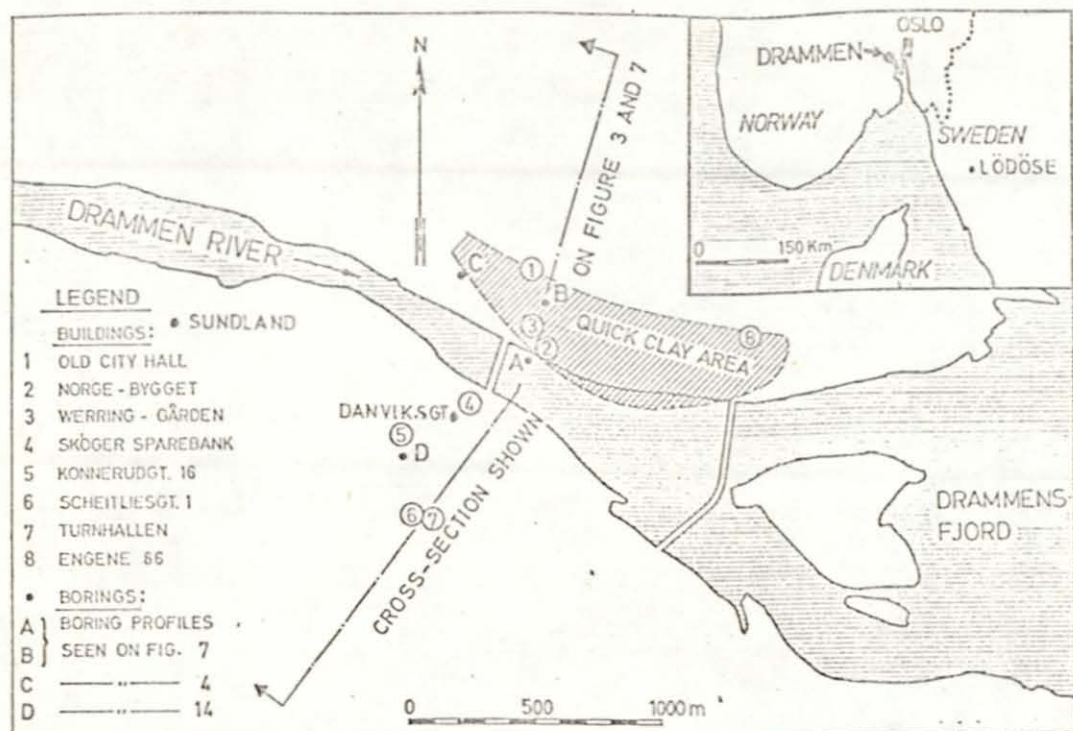 N
ON FIGURE 3 AND 7
CROSS-SECTION SHOWN
OSLO
DRAMMEN
NORWAY
SWEDEN
LÖDÖSE
0 150 Km
DENMARK
DRAMMEN RIVER
C
1
B
3
2
A
8
QUICK CLAY AREA
DANVIKSGT
4
5
D
6
7
DRAMMENS-
FJORD
LEGEND
BUILDINGS:
SUNDLAND
1 OLD CITY HALL
2 NORGE-BYGGET
3 WERRING-GÅRDEN
4 SKÖGER SPAREBANK
5 KONNERUDGT. 16
6 SCHEITLIESGT. 1
7 TURNHALLEN
8 ENGENE 86
• BORINGS:
A } BORING PROFILES
B } SEEN ON FIG. 7
C —— " —— 4
D —— " —— 14
0 500 1000 m